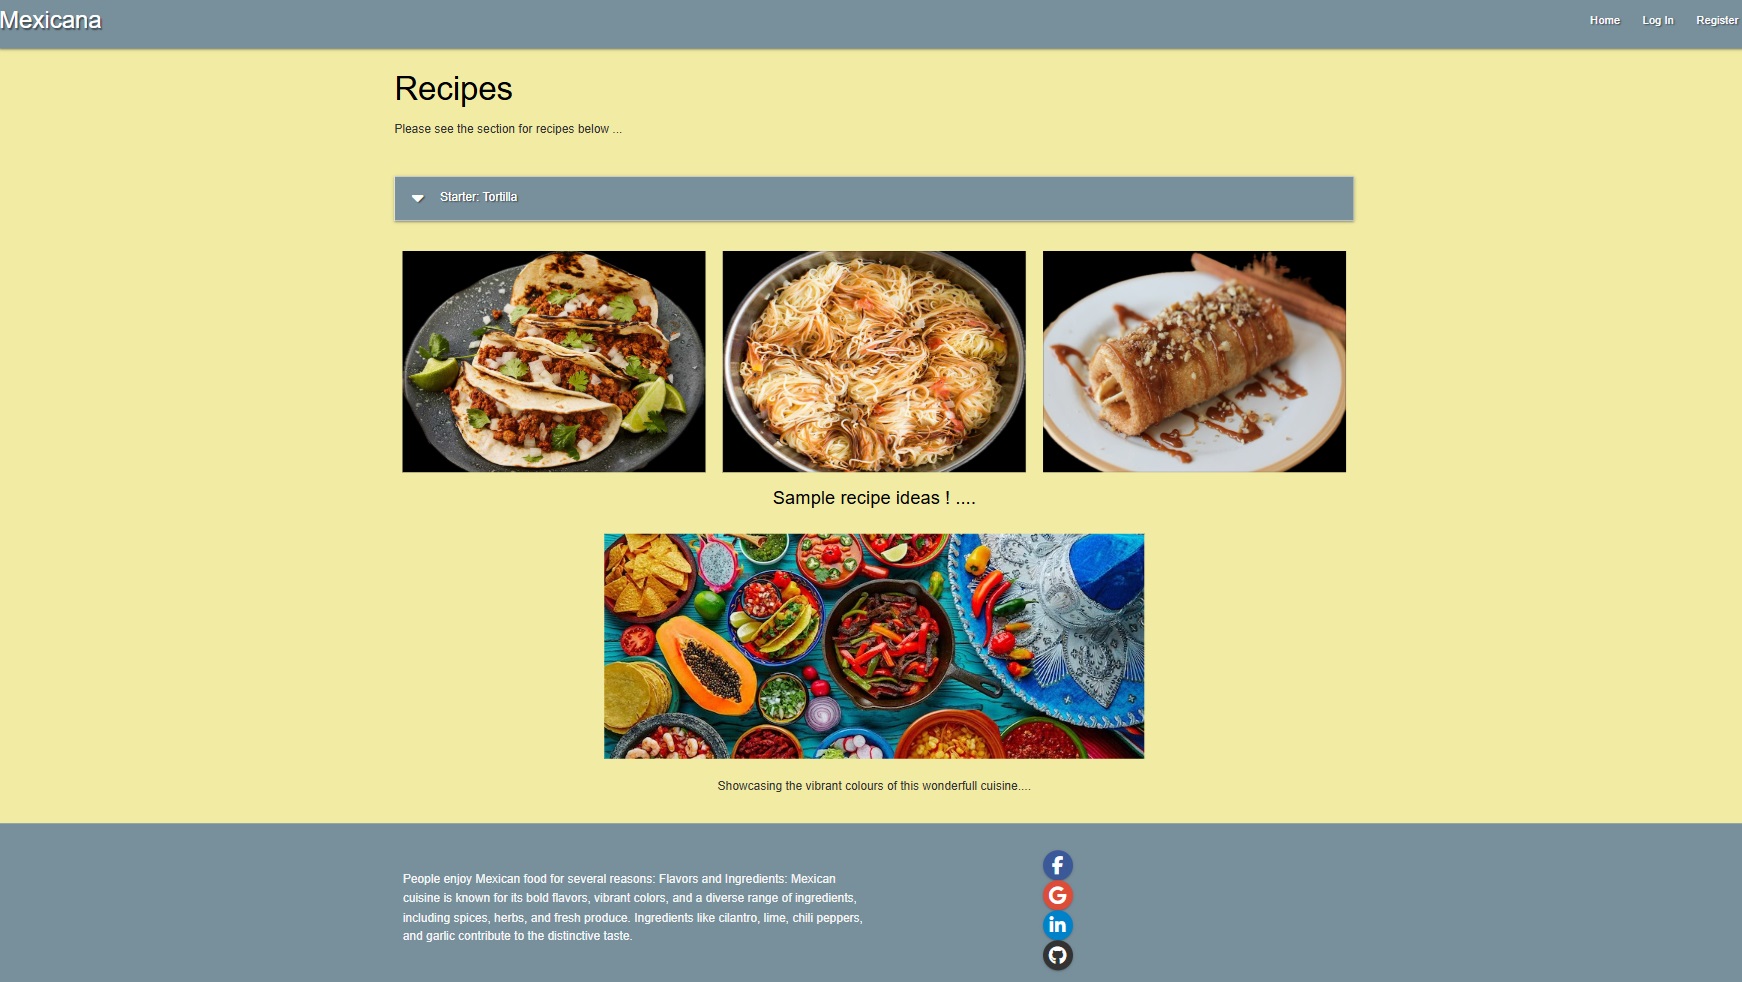 Mexicana
Home
Log In
Register
Recipes
Please see the section for recipes below ...
Starter: Tortilla
Sample recipe ideas ! ....
Showcasing the vibrant colours of this wonderfull cuisine....
People enjoy Mexican food for several reasons: Flavors and Ingredients: Mexican
cuisine is known for its bold flavors, vibrant colors, and a diverse range of ingredients,
including spices, herbs, and fresh produce. Ingredients like cilantro, lime, chili peppers,
and garlic contribute to the distinctive taste.
f
G
in